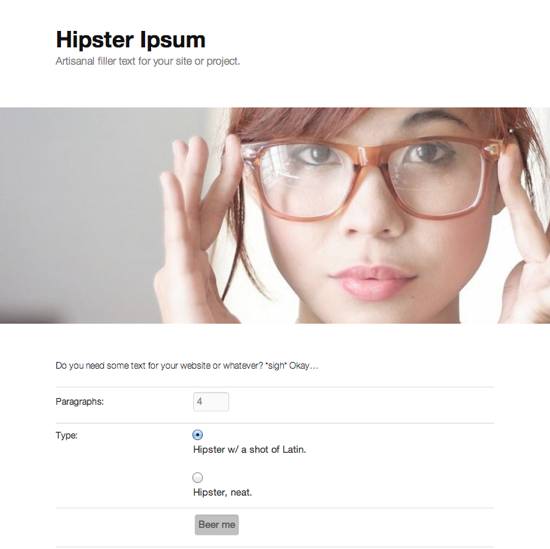 Hipster Ipsum
Artisanal filler text for your site or project.
Do you need some text for your website or whatever? *sigh* Okay…
Paragraphs: 4
Type:
Hipster w/ a shot of Latin.
Hipster, neat.
Beer me